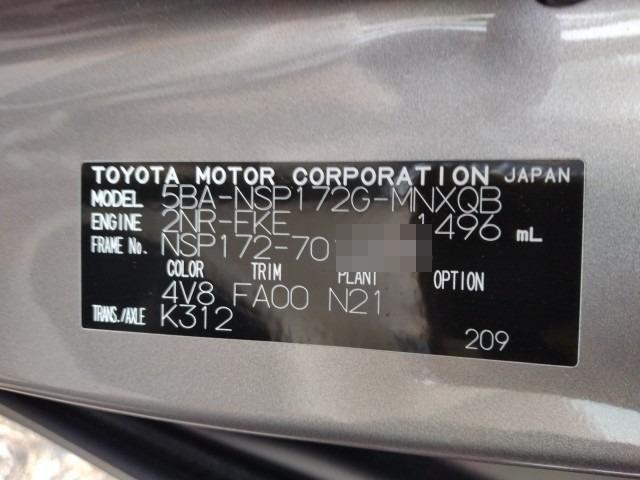 TOYOTA MOTOR CORPORATION JAPAN
MODEL 5BA-NSP172G-MNXQB
ENGINE 2NR-FKE 1496 mL
FRAME No. NSP172-70
COLOR TRIM PLANT OPTION
4V8 FA00 N21
TRANS./AXLE K312
209